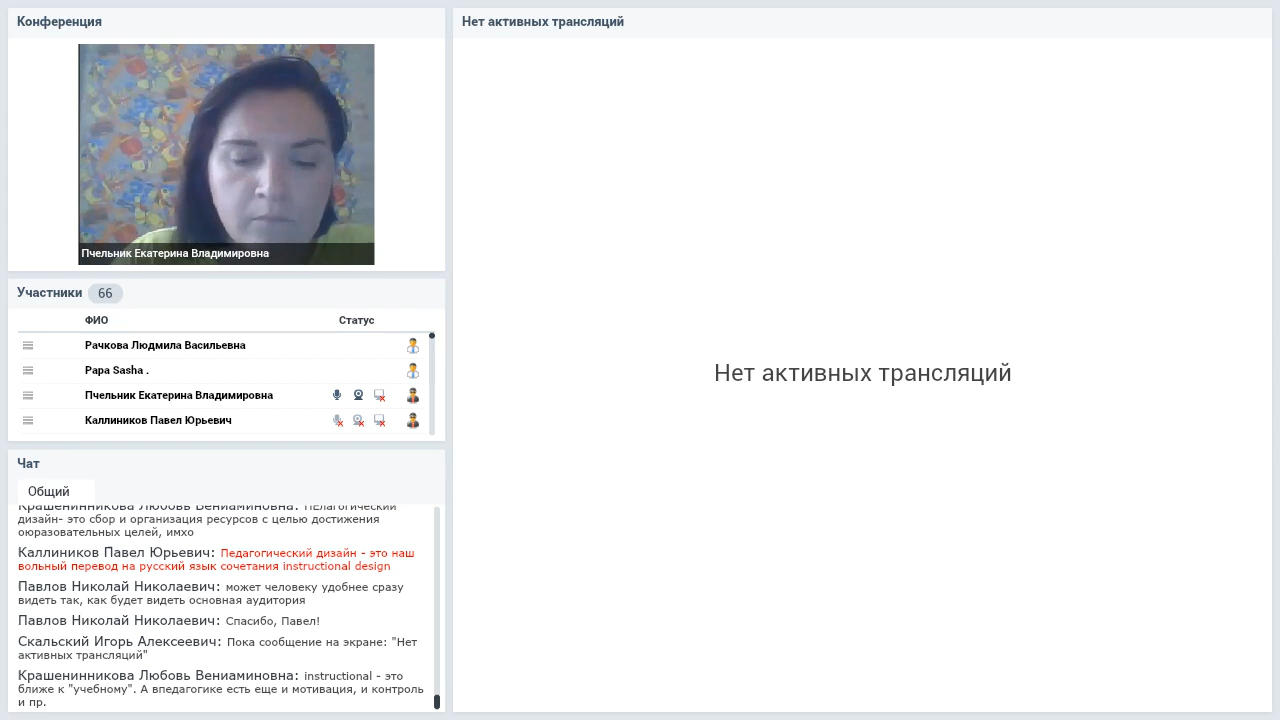 Конференция
Пчельник Екатерина Владимировна
Участники 66
ФИО Статус
Рачкова Людмила Васильевна
Papa Sasha .
Пчельник Екатерина Владимировна
Каллиников Павел Юрьевич
Чат
Общий
Крашенинникова Любовь Вениаминовна: Пелагогический
дизайн- это сбор и организация ресурсов с целью достижения
оюразовательных целей, имхо
Каллиников Павел Юрьевич: Педагогический дизайн - это наш
вольный перевод на русский язык сочетания instructional design
Павлов Николай Николаевич: может человеку удобнее сразу
видеть так, как будет видеть основная аудитория
Павлов Николай Николаевич: Спасибо, Павел!
Скальский Игорь Алексеевич: Пока сообщение на экране: "Нет
активных трансляций"
Крашенинникова Любовь Вениаминовна: instructional - это
ближе к "учебному". А впедагогике есть еще и мотивация, и контроль
и пр.
Нет активных трансляций
Нет активных трансляций